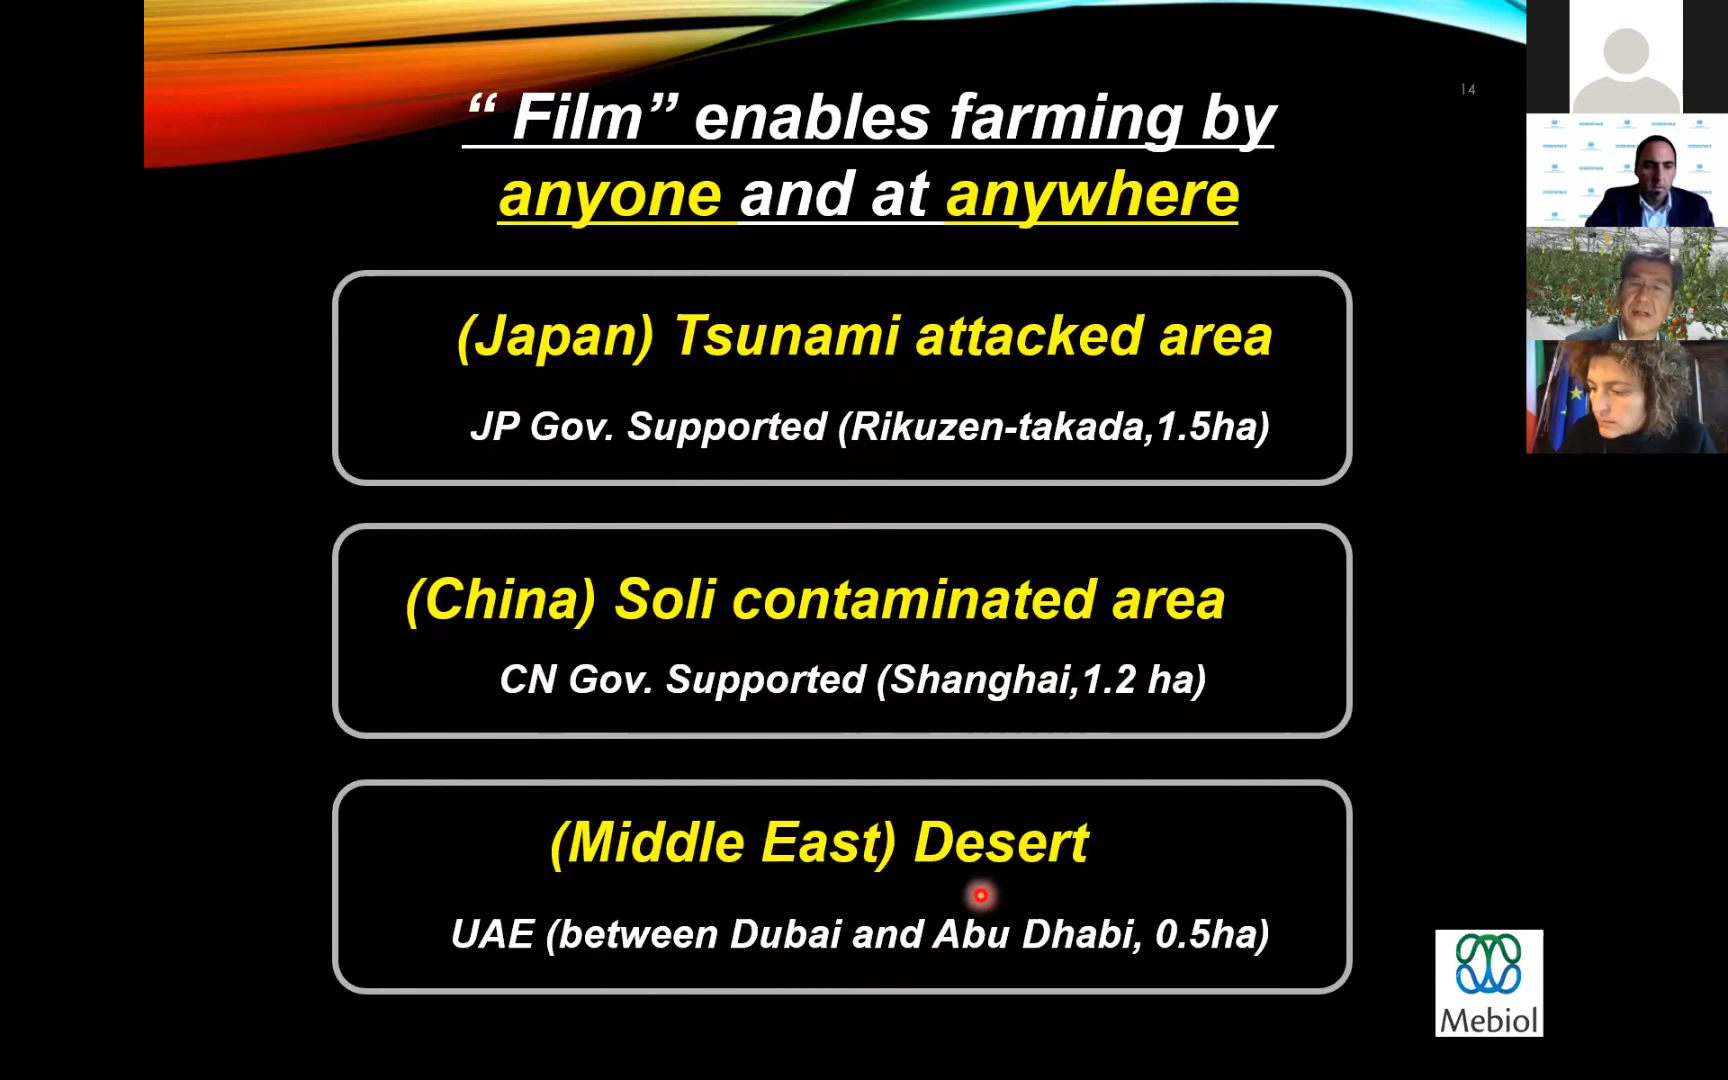 14
“ Film” enables farming by
anyone and at anywhere
(Japan) Tsunami attacked area
JP Gov. Supported (Rikuzen-takada,1.5ha)
(China) Soli contaminated area
CN Gov. Supported (Shanghai,1.2 ha)
(Middle East) Desert
UAE (between Dubai and Abu Dhabi, 0.5ha)
Mebiol